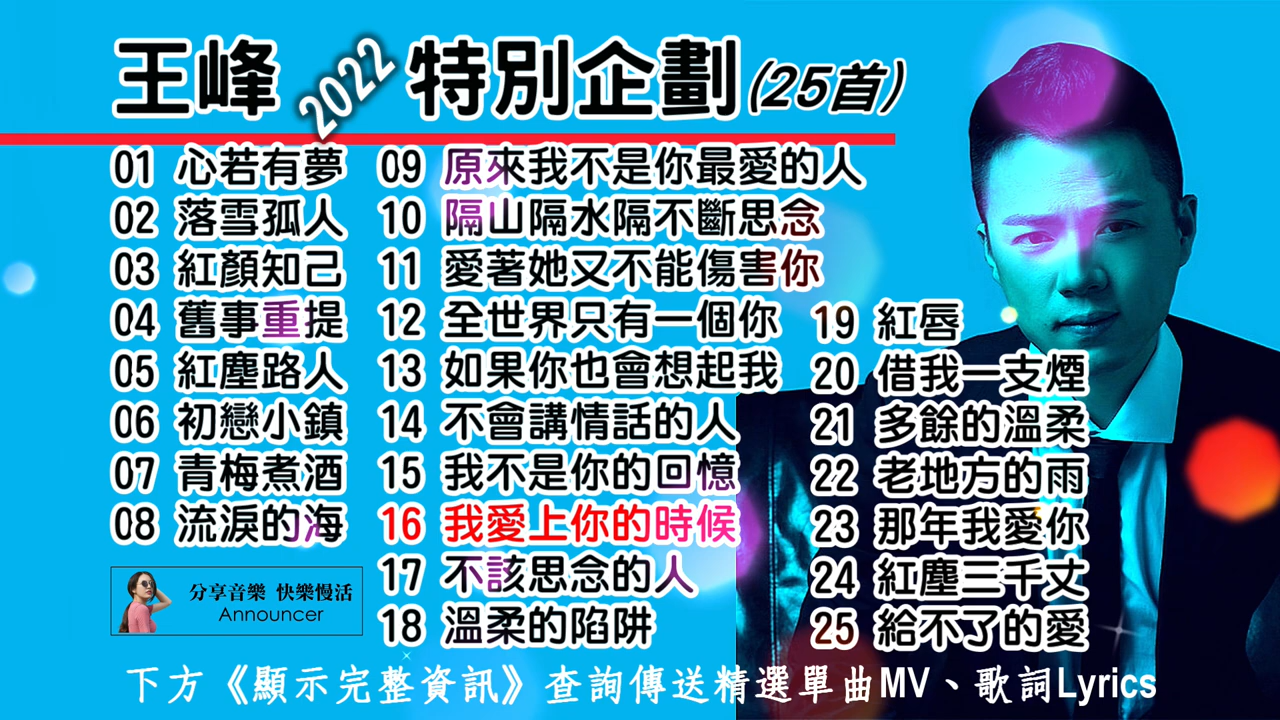 王峰 2022 特別企劃 (25首)
01 心若有夢
02 落雪孤人
03 紅顏知己
04 舊事重提
05 紅塵路人
06 初戀小鎮
07 青梅煮酒
08 流淚的海
09 原來我不是你最愛的人
10 隔山隔水隔不斷思念
11 愛著她又不能傷害你
12 全世界只有一個你
13 如果你也會想起我
14 不會講情話的人
15 我不是你的回憶
16 我愛上你的時候
17 不該思念的人
18 溫柔的陷阱
19 紅唇
20 借我一支煙
21 多餘的溫柔
22 老地方的雨
23 那年我愛你
24 紅塵三千丈
25 給不了的愛
分享音樂 快樂慢活
Announcer
下方《顯示完整資訊》查詢傳送精選單曲MV、歌詞Lyrics